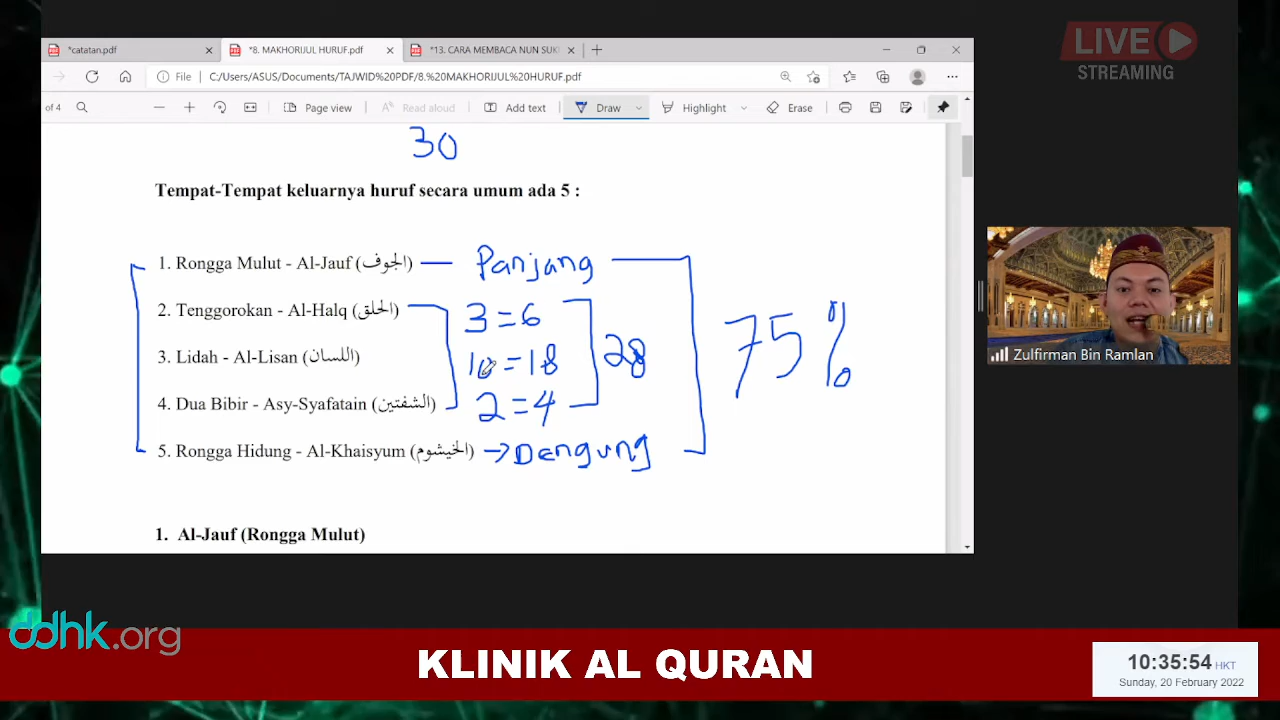 LIVE
STREAMING
*catatan.pdf
*8. MAKHORIJUL HURUF.pdf
*13. CARA MEMBACA NUN SUK
File
C:/Users/ASUS/Documents/TAJWID%20PDF/8.%20MAKHORIJUL%20HURUF.pdf
of 4
Page view
Read aloud
Add text
Draw
Highlight
Erase
30
Tempat-Tempat keluarnya huruf secara umum ada 5 :
1. Rongga Mulut - Al-Jauf (الجوف) — Panjang
2. Tenggorokan - Al-Halq (الحلق) 3 = 6
3. Lidah - Al-Lisan (اللسان) 10 = 18 28 75%
4. Dua Bibir - Asy-Syafatain (الشفتين) 2 = 4
5. Rongga Hidung - Al-Khaisyum (الخيشوم) → Dengung
1. Al-Jauf (Rongga Mulut)
Zulfirman Bin Ramlan
ddhk.org
KLINIK AL QURAN
10:35:54 HKT
Sunday, 20 February 2022